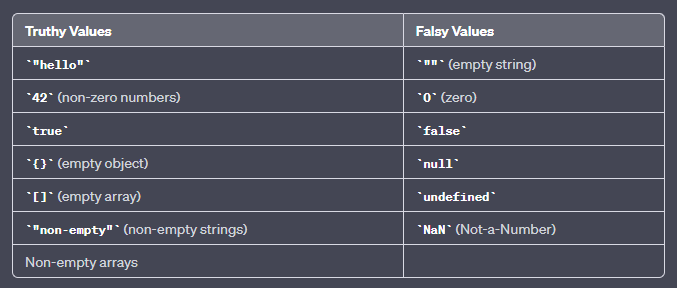 Truthy Values Falsy Values
`"hello"` `""` (empty string)
`42` (non-zero numbers) `0` (zero)
`true` `false`
`{}` (empty object) `null`
`[]` (empty array) `undefined`
`"non-empty"` (non-empty strings) `NaN` (Not-a-Number)
Non-empty arrays